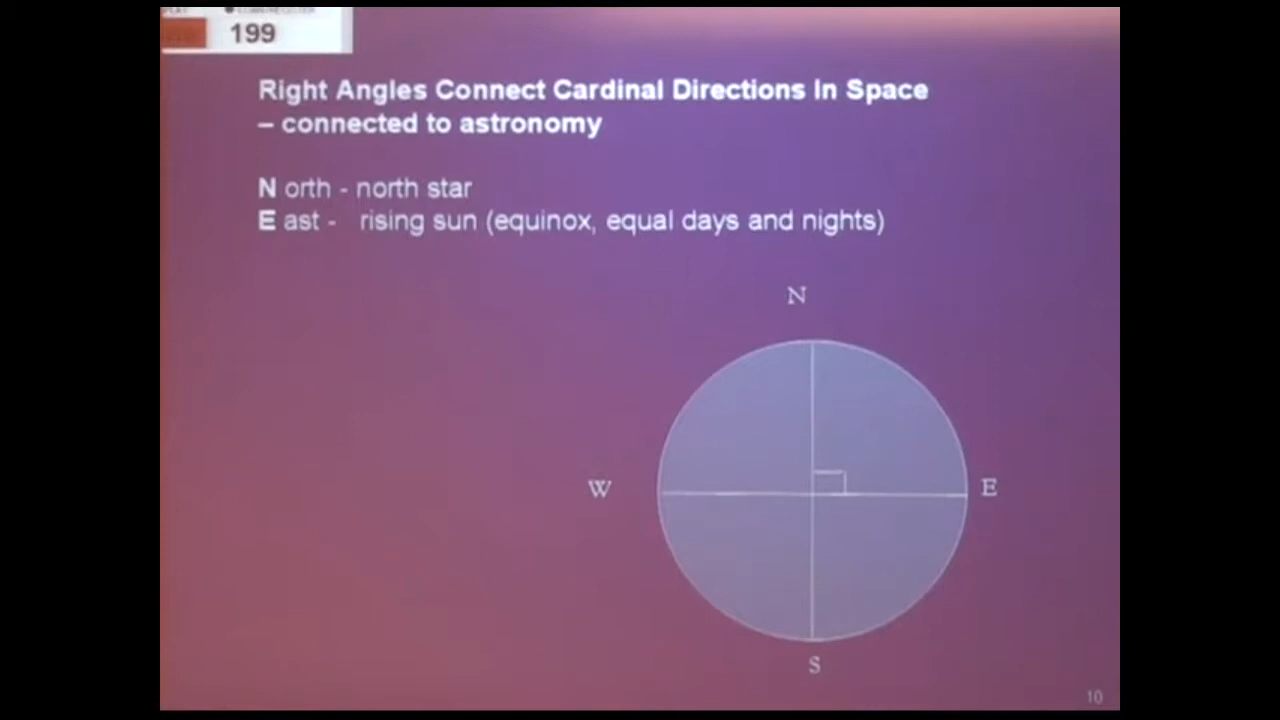 199
Right Angles Connect Cardinal Directions In Space
– connected to astronomy
N orth - north star
E ast - rising sun (equinox, equal days and nights)
N
W
E
S
10